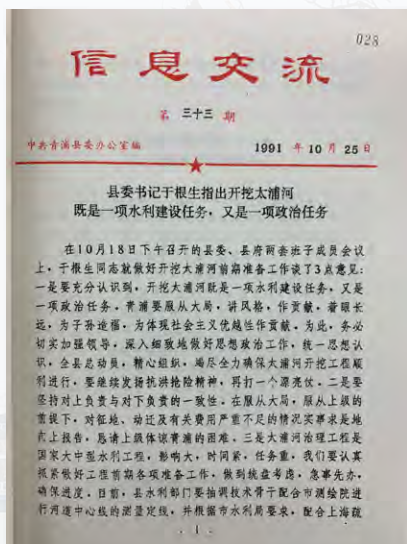 028
信息交流
第 三十三 期
中共青浦县委办公室编 1991 年 10 月 25 日
县委书记于根生指出开挖太浦河
既是一项水利建设任务，又是一项政治任务
在10月18日下午召开的县委、县府两套班子成员会议
上，于根生同志就做好开挖太浦河前期准备工作谈了3点意见：
一是要充分认识到，开挖太浦河既是一项水利建设任务，又是
一项政治任务。青浦要服从大局，讲风格，作贡献，着眼长
远，为子孙造福，为体现社会主义优越性作贡献。为此，务必
切实加强领导，深入细致地做好思想政治工作，统一思想认
识，全县总动员，精心组织，竭尽全力确保太浦河开挖工程顺
利进行，要继续发扬抗洪抢险精神，再打一个漂亮仗。二是要
坚持对上负责与对下负责的一致性。在服从大局，服从上级的
前提下，对征地、动迁及有关费用严重不足的情况实事求是地
向上报告，恳请上级体谅青浦的困难。三是太浦河治理工程是
国家大中型水利工程，影响大，时间紧，任务重，我们要认真
抓紧做好工程前期各项准备工作，做到统盘考虑，急事先办，
确保进度。目前，县水利部门要抽调技术骨干配合市测绘院进
行河道中心线的测量定线，并根据市水利局要求，配合上海疏
· 1 ·